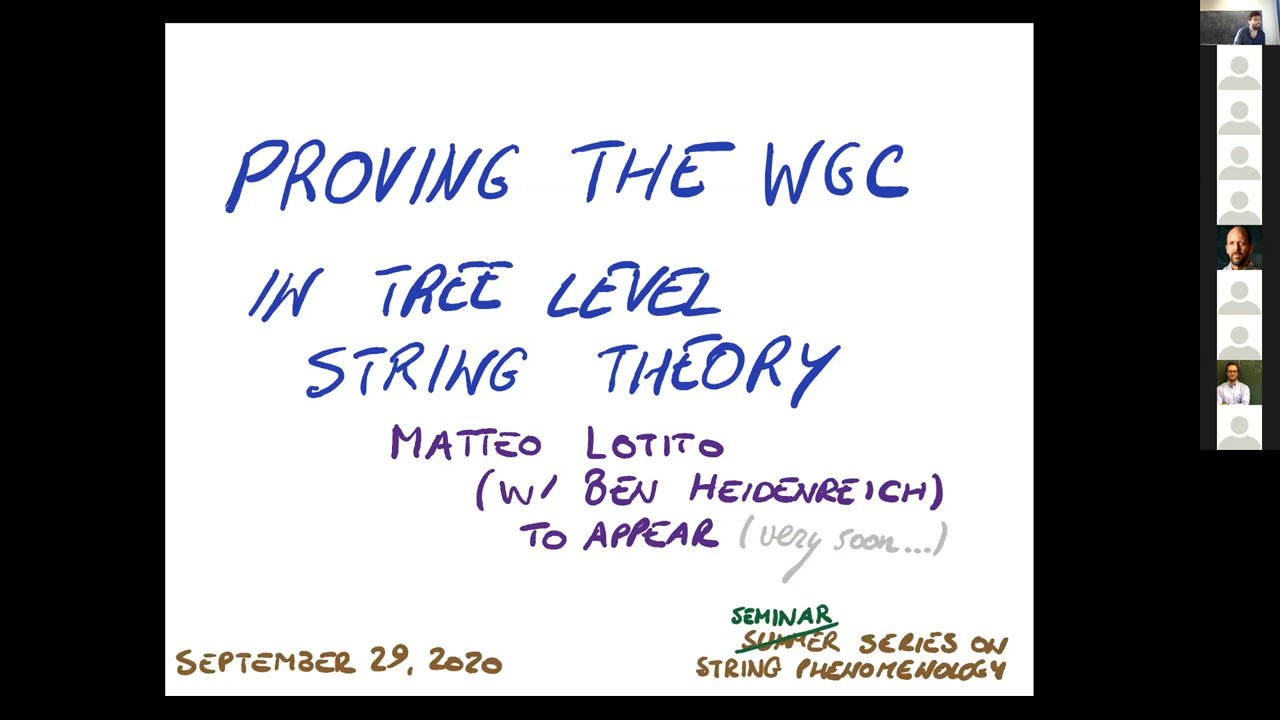 PROVING THE WGC
IN TREE LEVEL
STRING THEORY
MATTEO LOTITO
(W/ BEN HEIDENREICH)
TO APPEAR (very soon...)
SEMINAR
SUMMER SERIES ON
STRING PHENOMENOLOGY
SEPTEMBER 29, 2020